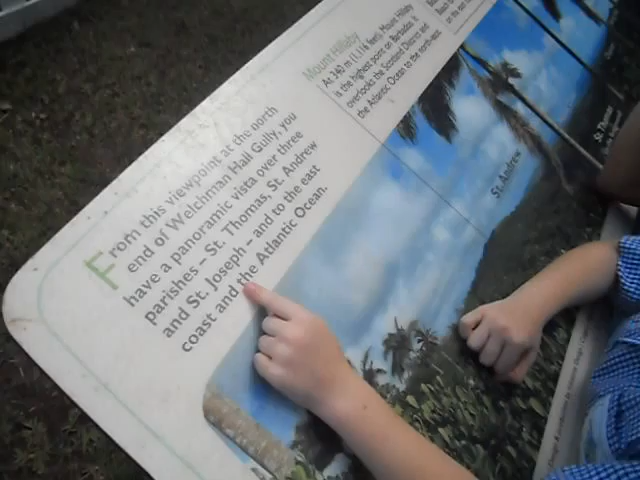 From this viewpoint at the north
end of Welchman Hall Gully, you
have a panoramic vista over three
parishes – St. Thomas, St. Andrew
and St. Joseph – and to the east
coast and the Atlantic Ocean.
Mount Hillaby
At 340 m (1,116 feet), Mount Hillaby
is the highest point on Barbados. It
overlooks the Scotland District and
the Atlantic Ocean to the north-west.
St. Andrew
St. Thomas